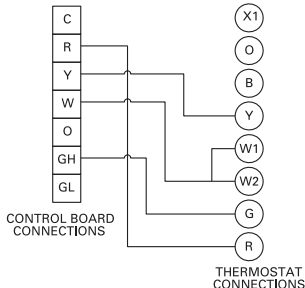 C
R
Y
W
O
GH
GL
CONTROL BOARD
CONNECTIONS
X1
O
B
Y
W1
W2
G
R
THERMOSTAT
CONNECTIONS